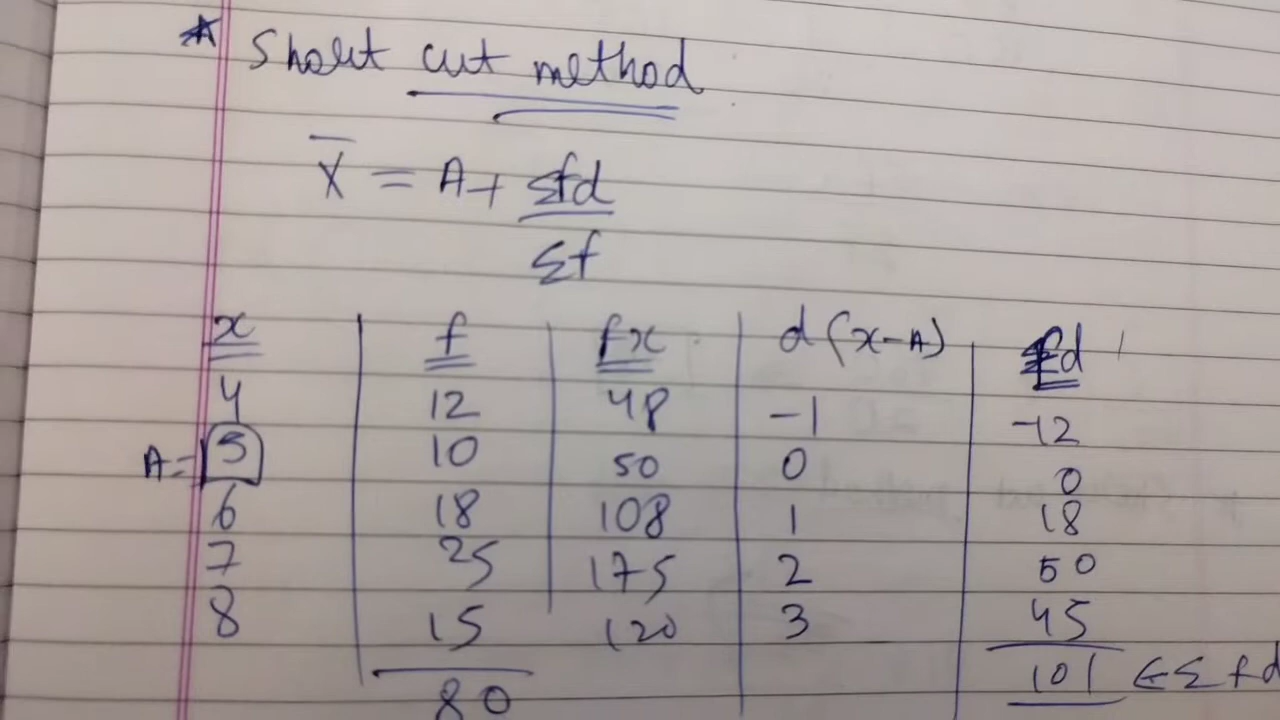 * Short cut method
X̄ = A + Σfd
Σf
x f fx d(x-A) fd
4 12 48 -1 -12
A = 5 10 50 0 0
6 18 108 1 18
7 25 175 2 50
8 15 120 3 45
80 101 ← Σfd